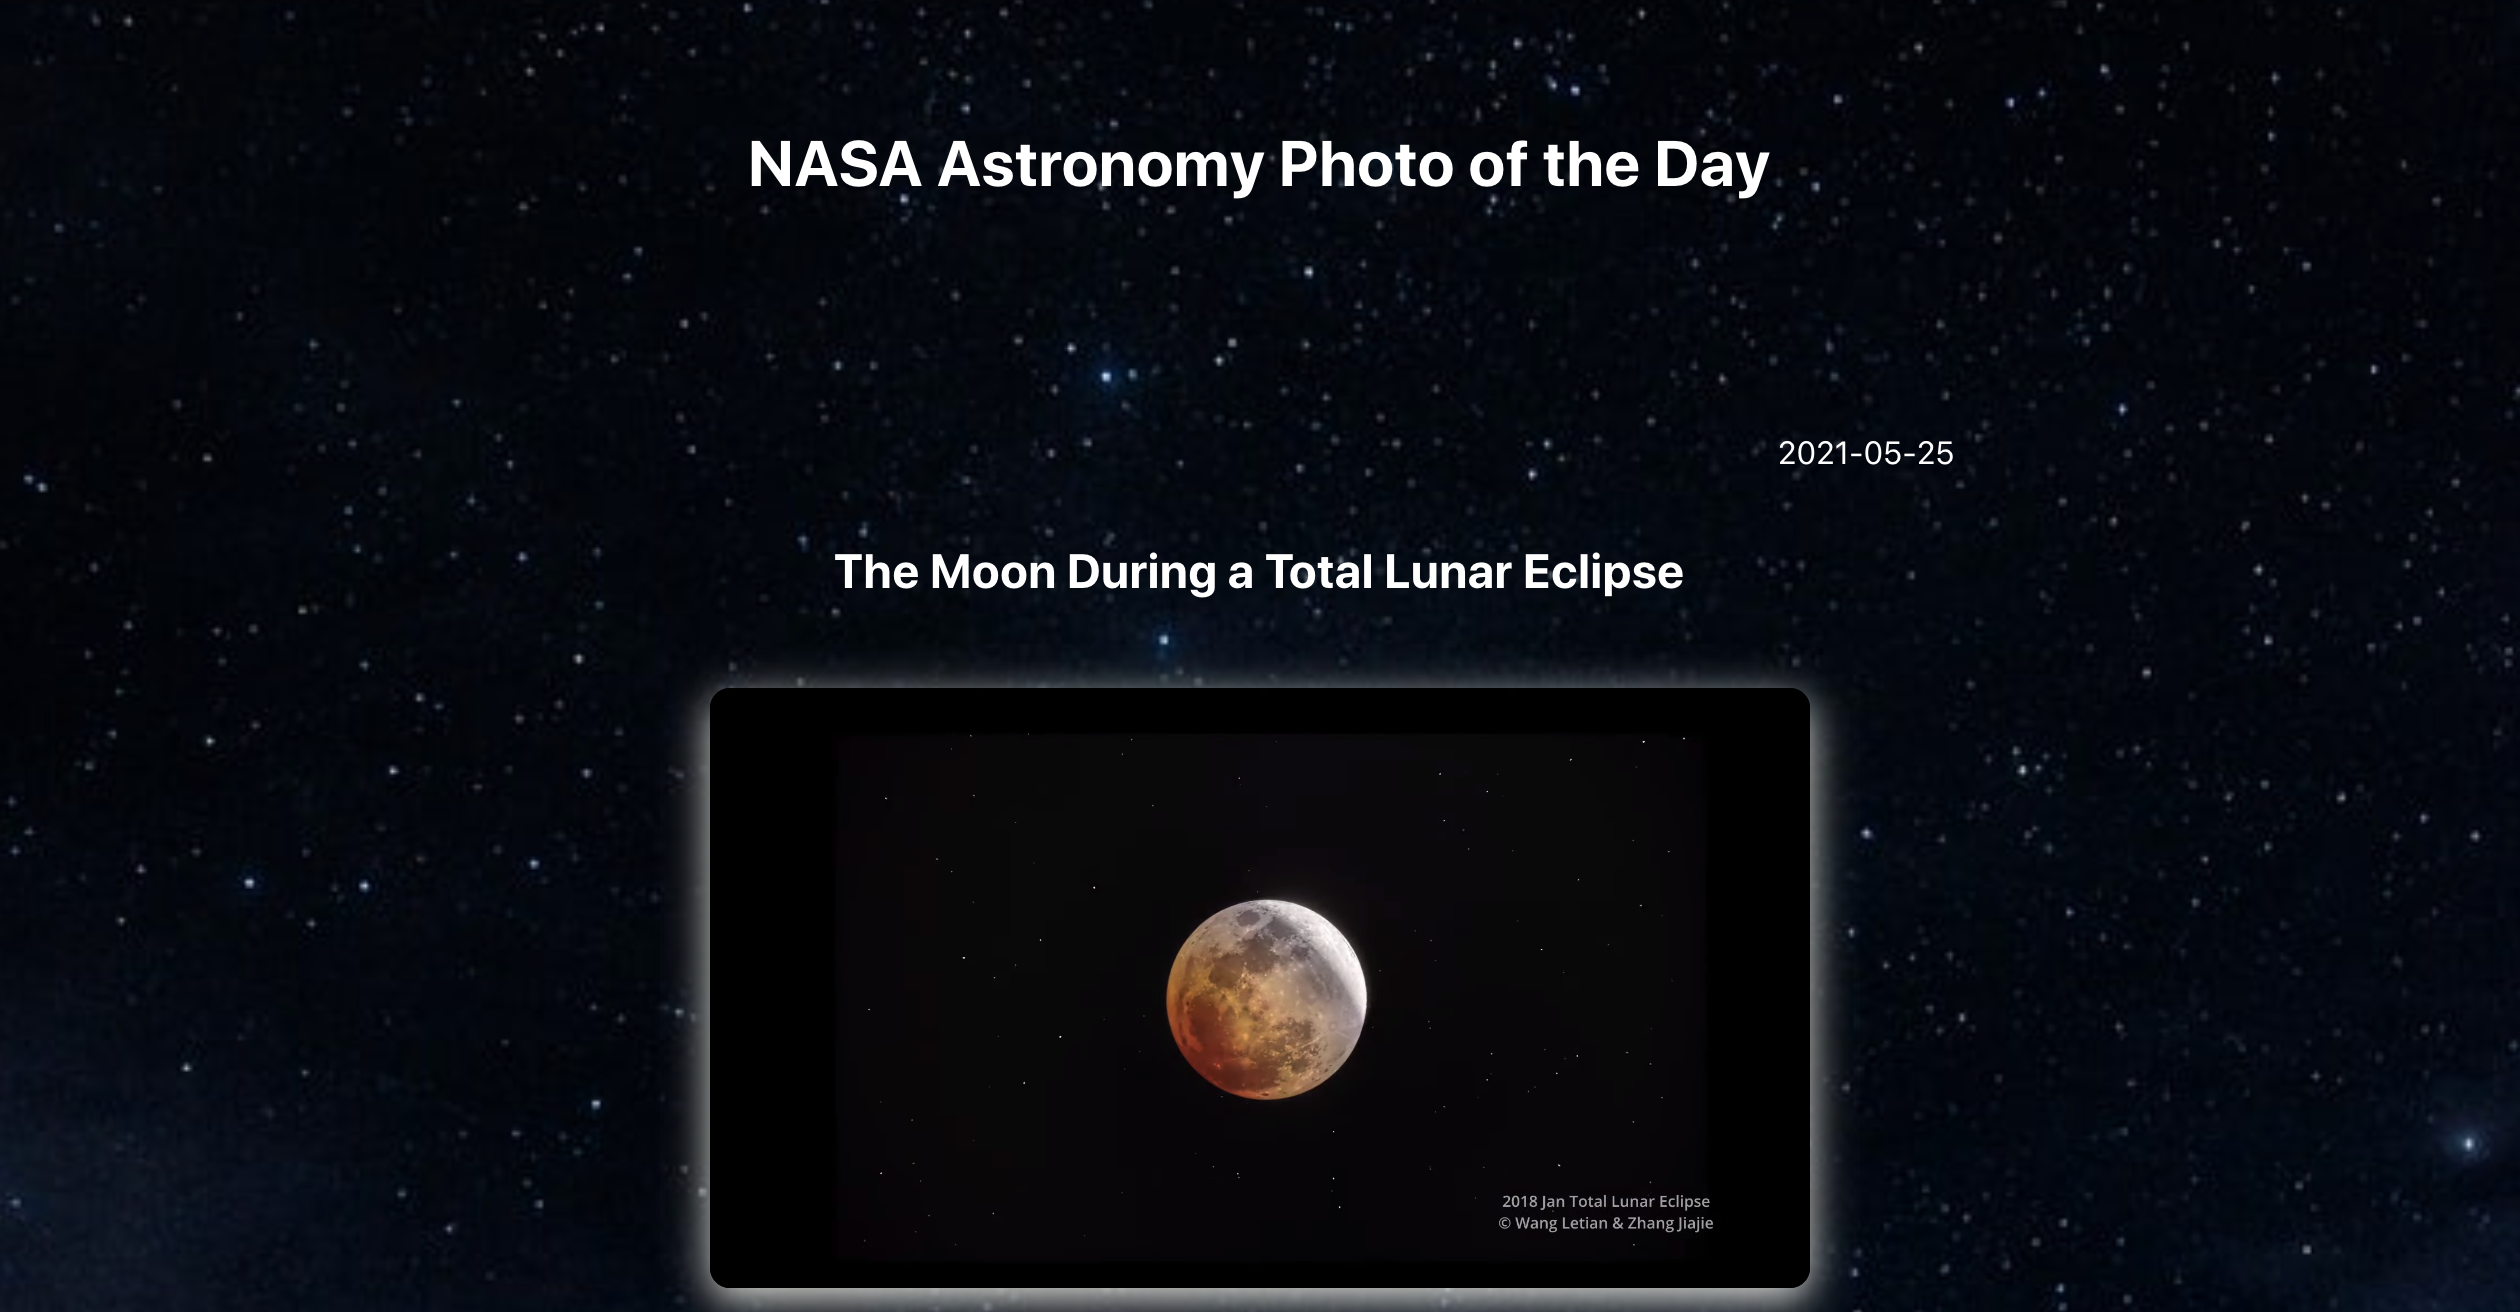 NASA Astronomy Photo of the Day
2021-05-25
The Moon During a Total Lunar Eclipse
2018 Jan Total Lunar Eclipse
© Wang Letian & Zhang Jiajie